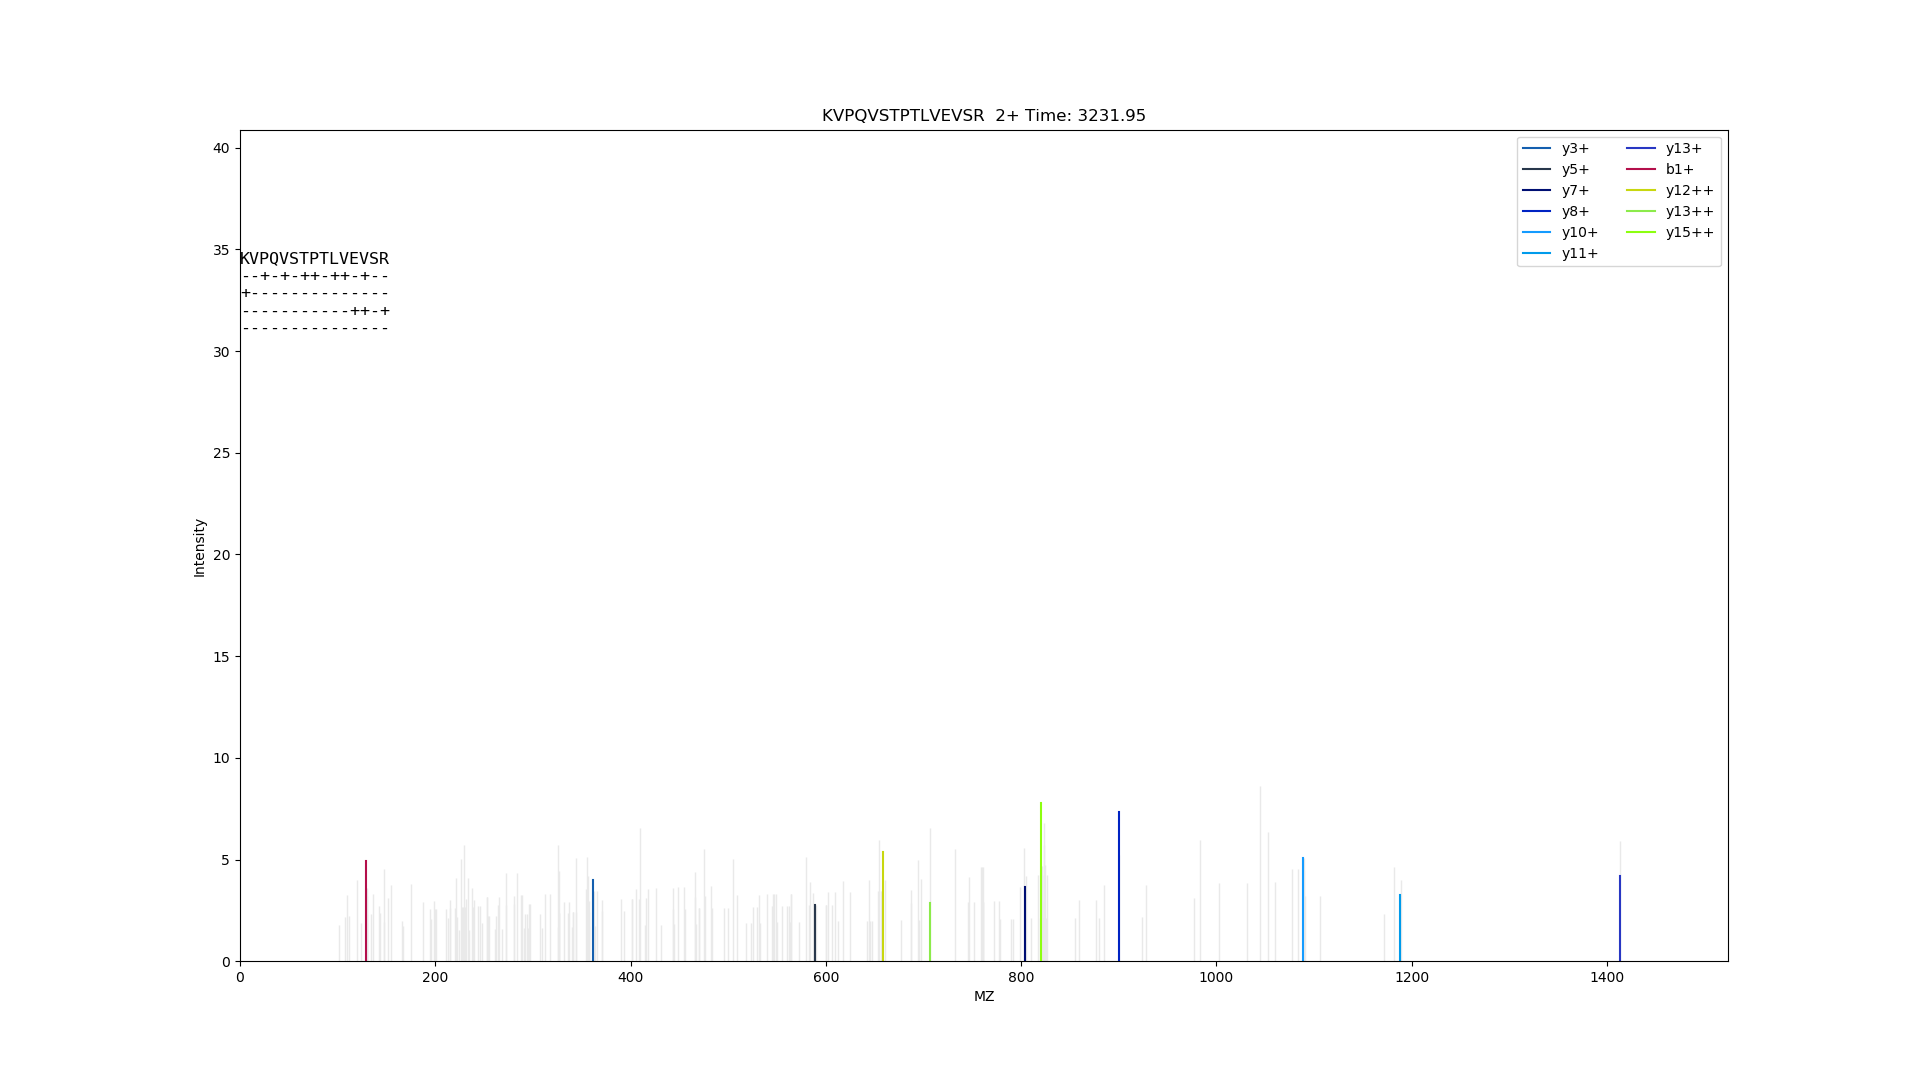 KVPQVSTPTLVEVSR  2+ Time: 3231.95
40
35
30
25
20
15
10
5
0
Intensity
KVPQVSTPTLVEVSR
--+-+-++-++-+--
+--------------
-----------++-+
---------------
y3+
y5+
y7+
y8+
y10+
y11+
y13+
b1+
y12++
y13++
y15++
0
200
400
600
800
1000
1200
1400
MZ